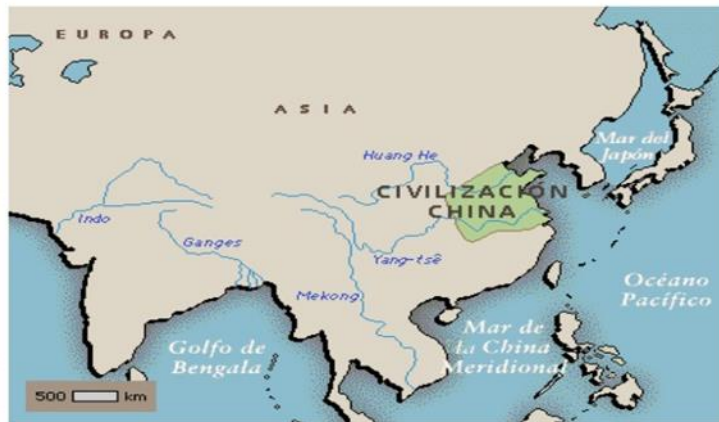 EUROPA
ASIA
Mar del
Japón
Huang He
CIVILIZACIÓN
CHINA
Indo
Ganges
Yang-tsê
Mekong
Océano
Pacífico
Golfo de
Bengala
Mar de
la China
Meridional
500 km